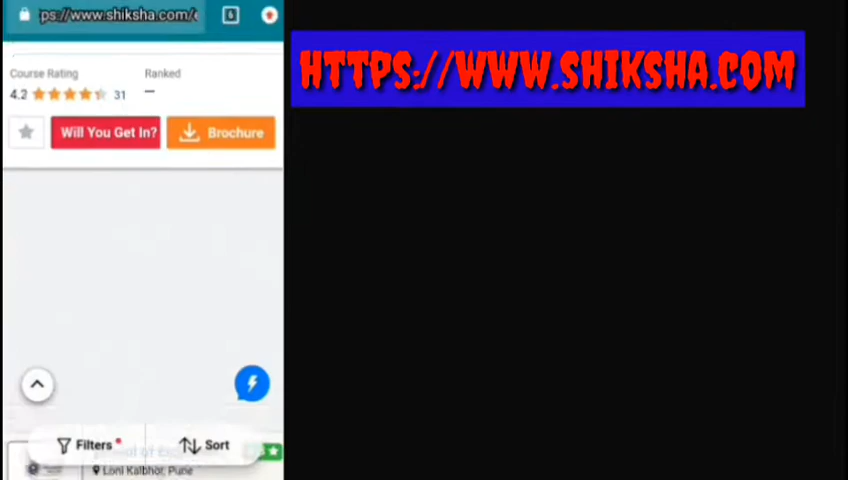 ps://www.shiksha.com/
6
HTTPS://WWW.SHIKSHA.COM
Course Rating
Ranked
4.2
31
—
Will You Get In?
Brochure
Filters
Sort
Loni Kalbhor, Pune